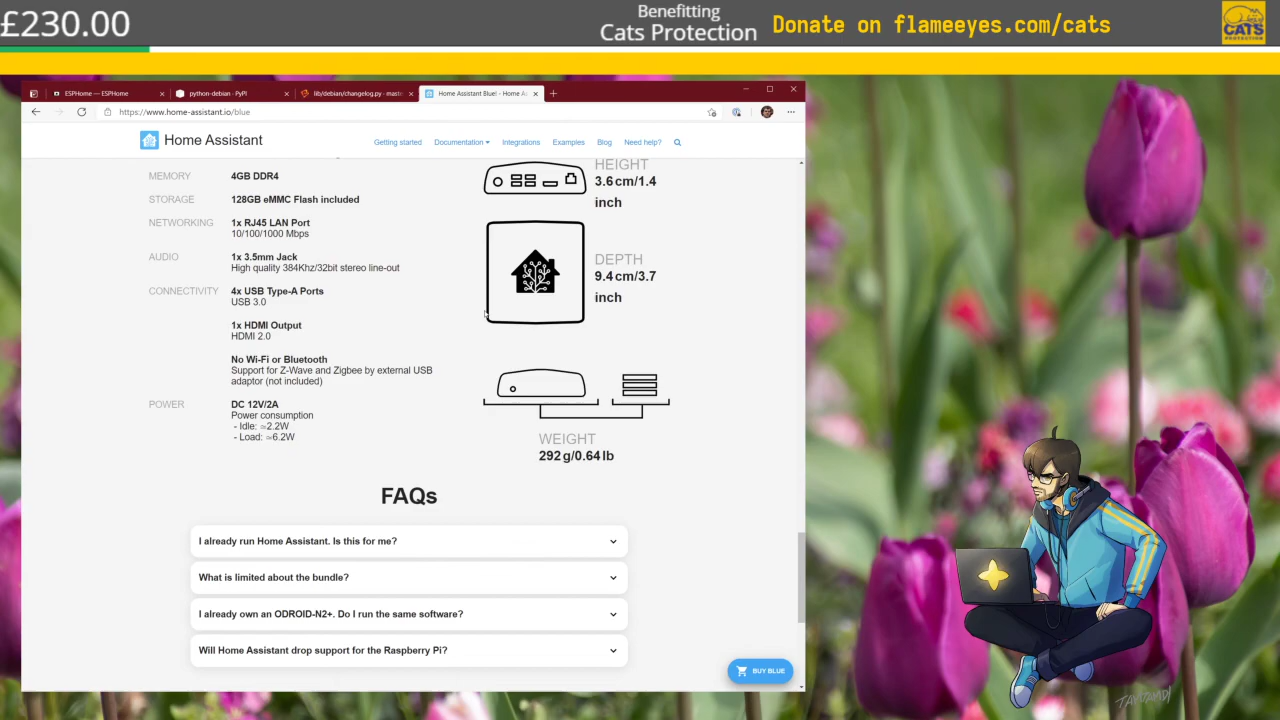 £230.00
Benefitting
Cats Protection
Donate on flameeyes.com/cats
CATS
PROTECTION
ESPHome — ESPHome
python-debian · PyPI
lib/debian/changelog.py · maste
Home Assistant Blue! - Home As
https://www.home-assistant.io/blue
Home Assistant
Getting started
Documentation
Integrations
Examples
Blog
Need help?
MEMORY
4GB DDR4
STORAGE
128GB eMMC Flash included
NETWORKING
1x RJ45 LAN Port
10/100/1000 Mbps
AUDIO
1x 3.5mm Jack
High quality 384Khz/32bit stereo line-out
CONNECTIVITY
4x USB Type-A Ports
USB 3.0
1x HDMI Output
HDMI 2.0
No Wi-Fi or Bluetooth
Support for Z-Wave and Zigbee by external USB
adaptor (not included)
POWER
DC 12V/2A
Power consumption
- Idle: ≃2.2W
- Load: ≃6.2W
HEIGHT
3.6cm/1.4
inch
DEPTH
9.4cm/3.7
inch
WEIGHT
292g/0.64lb
FAQs
I already run Home Assistant. Is this for me?
What is limited about the bundle?
I already own an ODROID-N2+. Do I run the same software?
Will Home Assistant drop support for the Raspberry Pi?
BUY BLUE